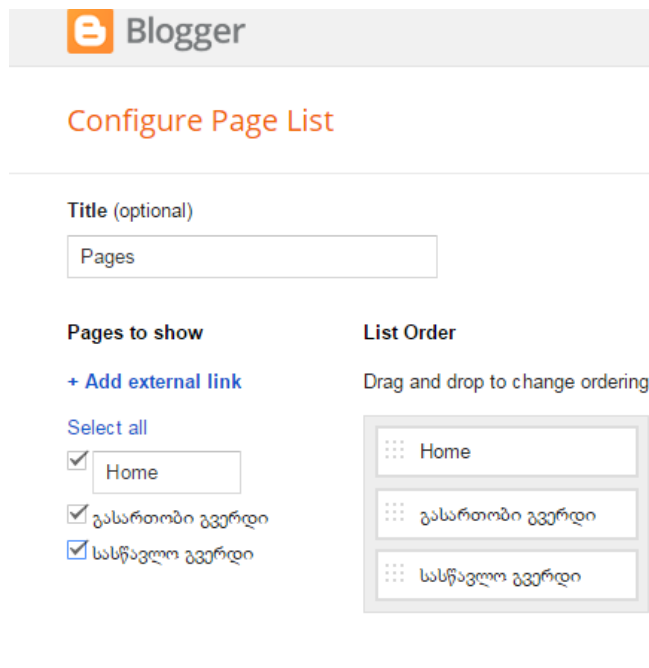 Blogger
Configure Page List
Title (optional)
Pages
Pages to show
+ Add external link
Select all
Home
გასართობი გვერდი
სასწავლო გვერდი
List Order
Drag and drop to change ordering
Home
გასართობი გვერდი
სასწავლო გვერდი